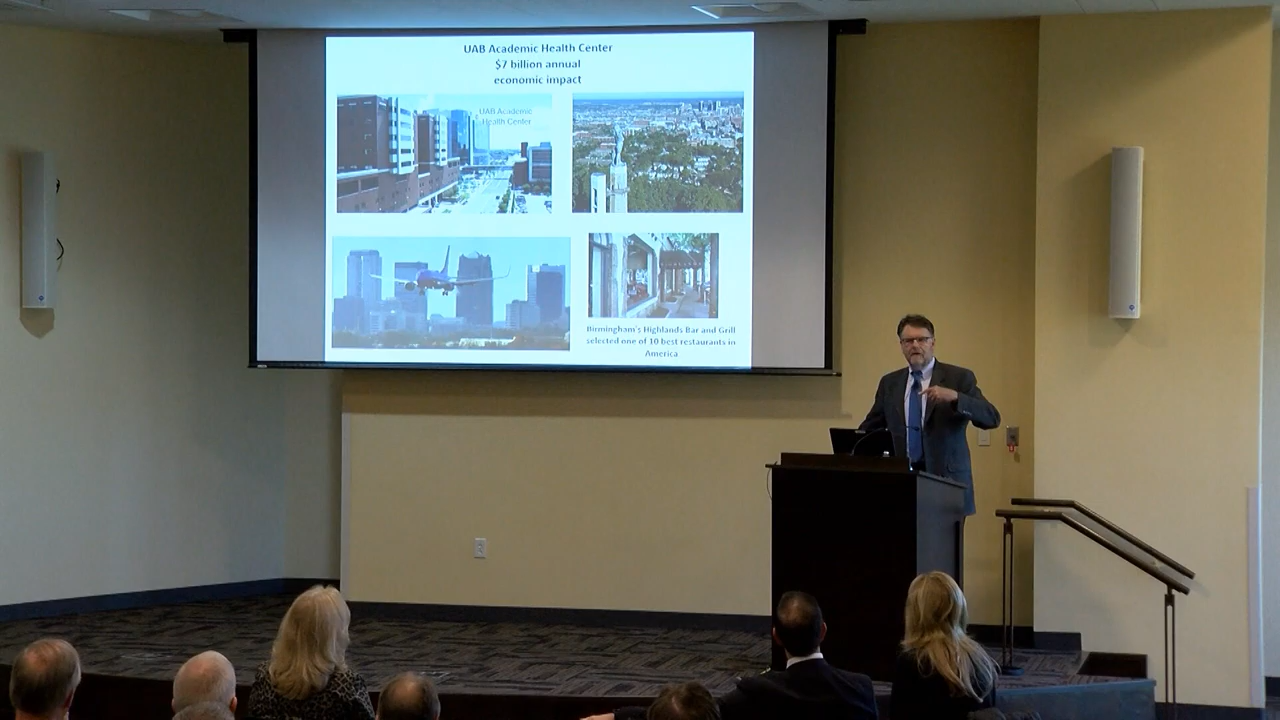 UAB Academic Health Center
$7 billion annual
economic impact
UAB Academic
Health Center
Birmingham's Highlands Bar and Grill
selected one of 10 best restaurants in
America